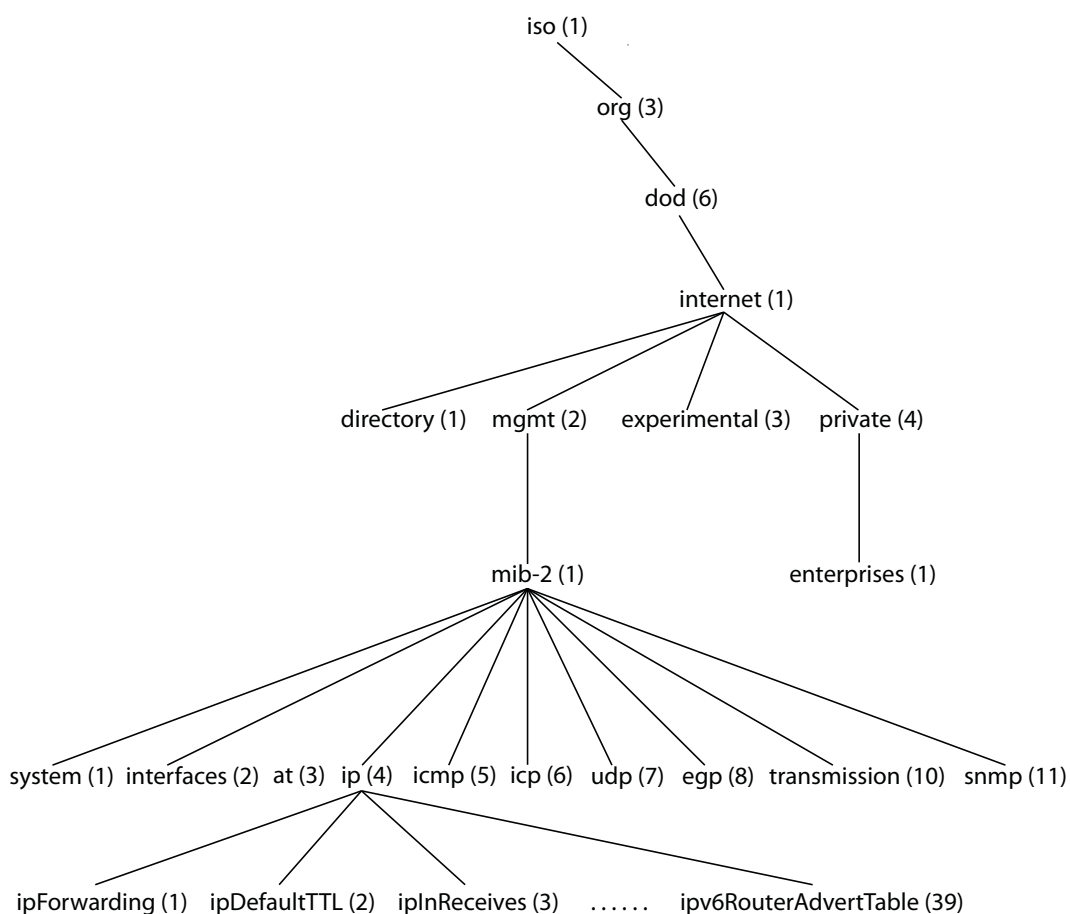 iso (1)
org (3)
dod (6)
internet (1)
directory (1) mgmt (2) experimental (3) private (4)
mib-2 (1) enterprises (1)
system (1) interfaces (2) at (3) ip (4) icmp (5) icp (6) udp (7) egp (8) transmission (10) snmp (11)
ipForwarding (1) ipDefaultTTL (2) ipInReceives (3) ...... ipv6RouterAdvertTable (39)